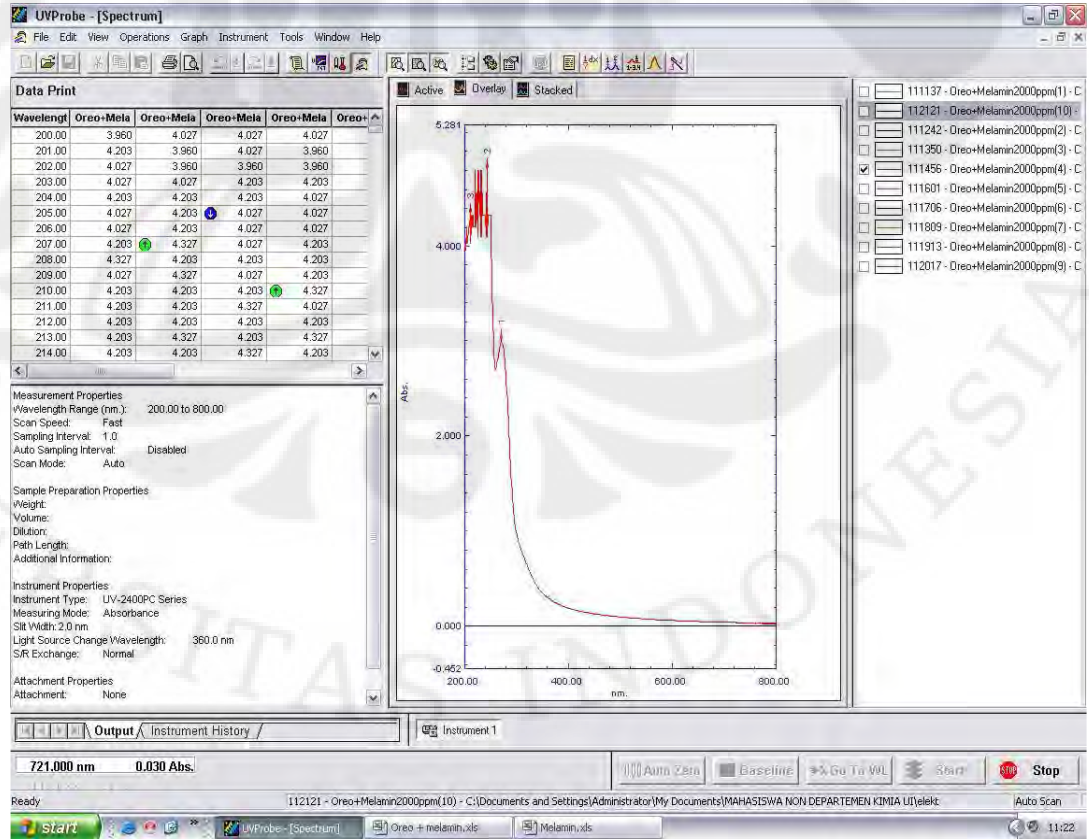 UVProbe - [Spectrum]
File Edit View Operations Graph Instrument Tools Window Help
Data Print
Wavelengt Oreo+Mela Oreo+Mela Oreo+Mela Oreo+Mela Oreo+
200.00 3.960 4.027 4.027 4.027
201.00 4.203 3.960 4.027 3.960
202.00 4.027 3.960 3.960 3.960
203.00 4.027 4.027 4.203 4.203
204.00 4.203 4.203 4.027 4.203
205.00 4.027 4.203 4.027 4.027
206.00 4.027 4.203 4.027 4.027
207.00 4.203 4.327 4.027 4.203
208.00 4.327 4.203 4.027 4.203
209.00 4.027 4.327 4.027 4.203
210.00 4.203 4.203 4.203 4.327
211.00 4.203 4.203 4.327 4.027
212.00 4.203 4.203 4.203 4.203
213.00 4.203 4.327 4.203 4.327
214.00 4.203 4.203 4.327 4.203
Measurement Properties
Wavelength Range (nm.): 200.00 to 800.00
Scan Speed: Fast
Sampling Interval: 1.0
Auto Sampling Interval: Disabled
Scan Mode: Auto
Sample Preparation Properties
Weight:
Volume:
Dilution:
Path Length:
Additional Information:
Instrument Properties
Instrument Type: UV-2400PC Series
Measuring Mode: Absorbance
Slit Width: 2.0 nm
Light Source Change Wavelength: 360.0 nm
S/R Exchange: Normal
Attachment Properties
Attachment: None
Output Instrument History
Active Overlay Stacked
5.281
4.000
2.000
0.000
-0.452
Abs.
3
2
1
200.00 400.00 600.00 800.00
nm.
111137 - Oreo+Melamin2000ppm(1) - C
112121 - Oreo+Melamin2000ppm(10) -
111242 - Oreo+Melamin2000ppm(2) - C
111350 - Oreo+Melamin2000ppm(3) - C
111456 - Oreo+Melamin2000ppm(4) - C
111601 - Oreo+Melamin2000ppm(5) - C
111706 - Oreo+Melamin2000ppm(6) - C
111809 - Oreo+Melamin2000ppm(7) - C
111913 - Oreo+Melamin2000ppm(8) - C
112017 - Oreo+Melamin2000ppm(9) - C
Instrument 1
721.000 nm 0.030 Abs.
Auto Zero Baseline Go To WL Start STOP Stop
Ready 112121 - Oreo+Melamin2000ppm(10) - C:\Documents and Settings\Administrator\My Documents\MAHASISWA NON DEPARTEMEN KIMIA UI\elekt Auto Scan
start UVProbe - [Spectrum] Oreo + melamin.xls Melamin.xls 11:22
SITAS INDONESIA